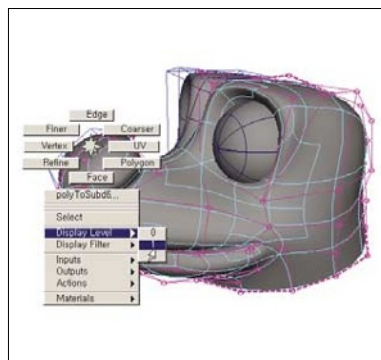 Edge
Finer Coarser
Vertex UV
Refine Polygon
Face
polyToSubd6...
Select
Display Level 0
Display Filter 1
Inputs
Outputs
Actions
Materials